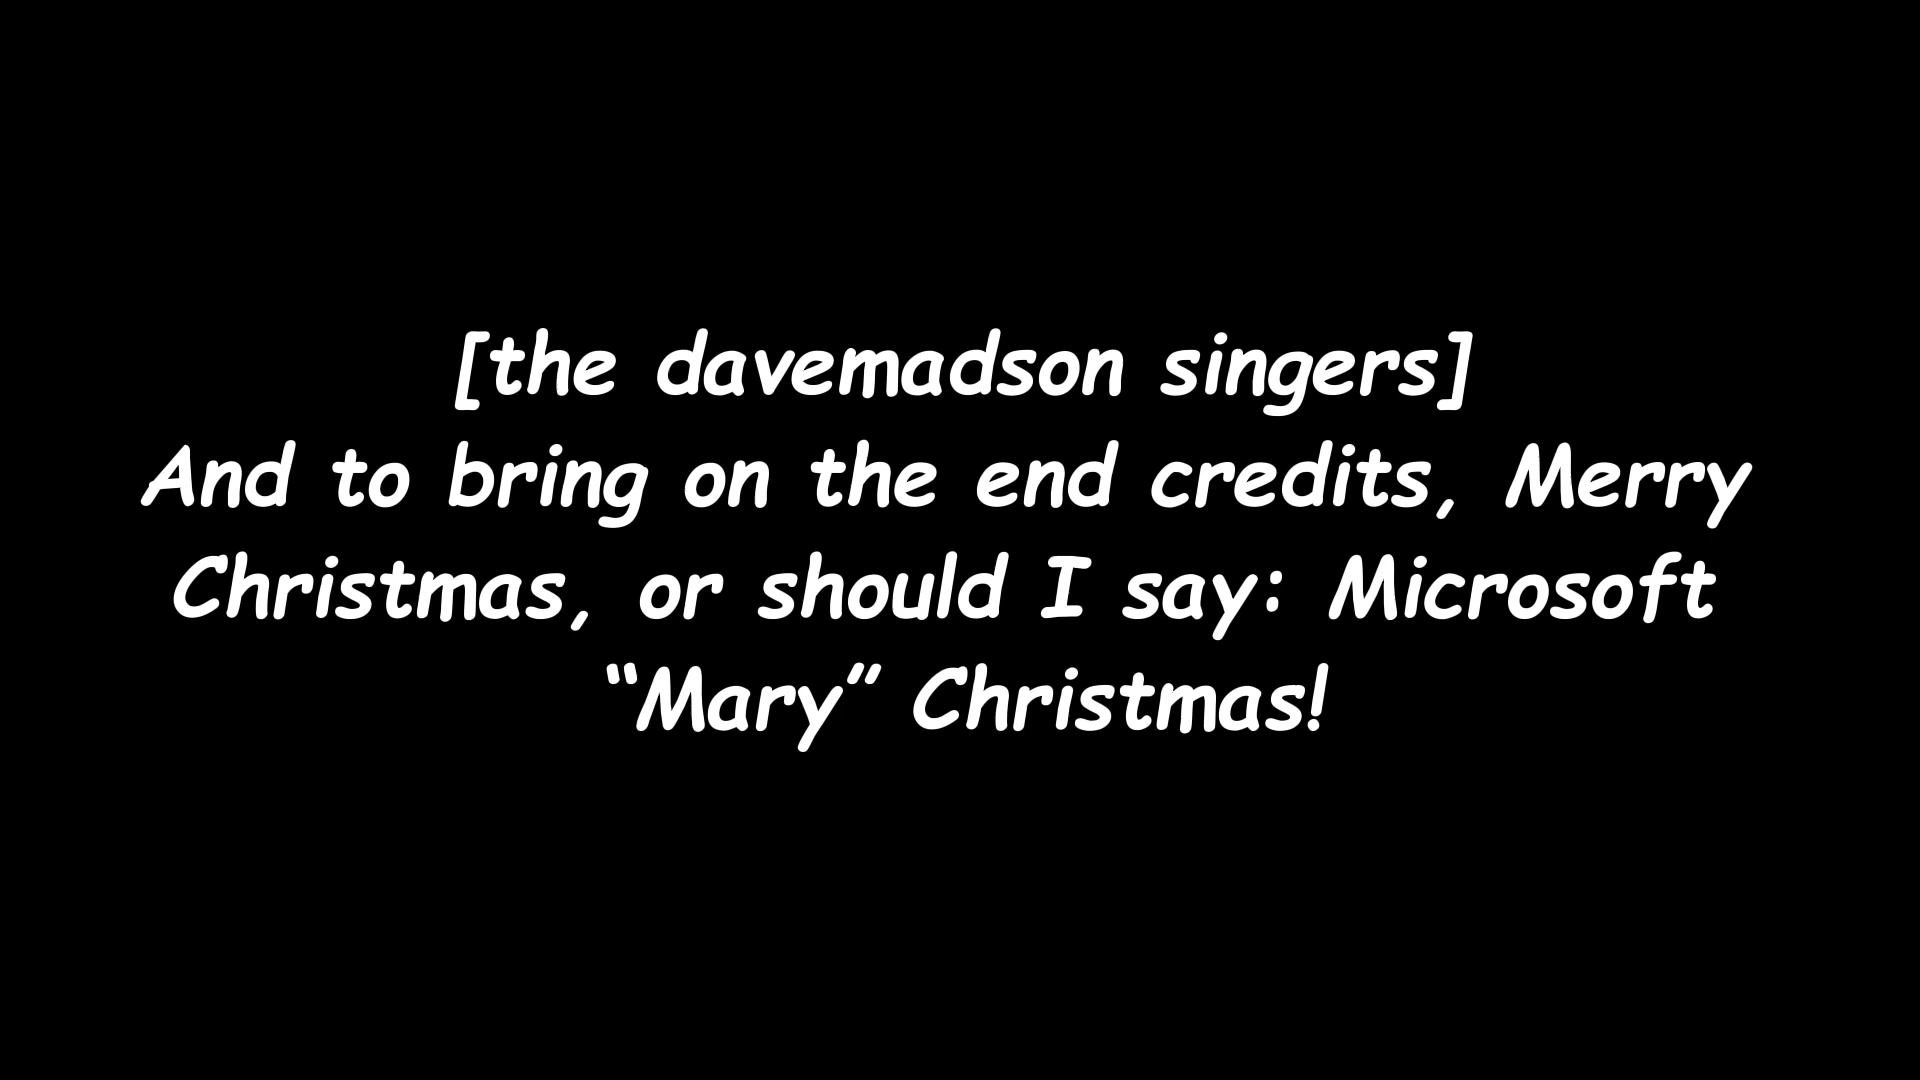 [the davemadson singers]
And to bring on the end credits, Merry
Christmas, or should I say: Microsoft
“Mary” Christmas!